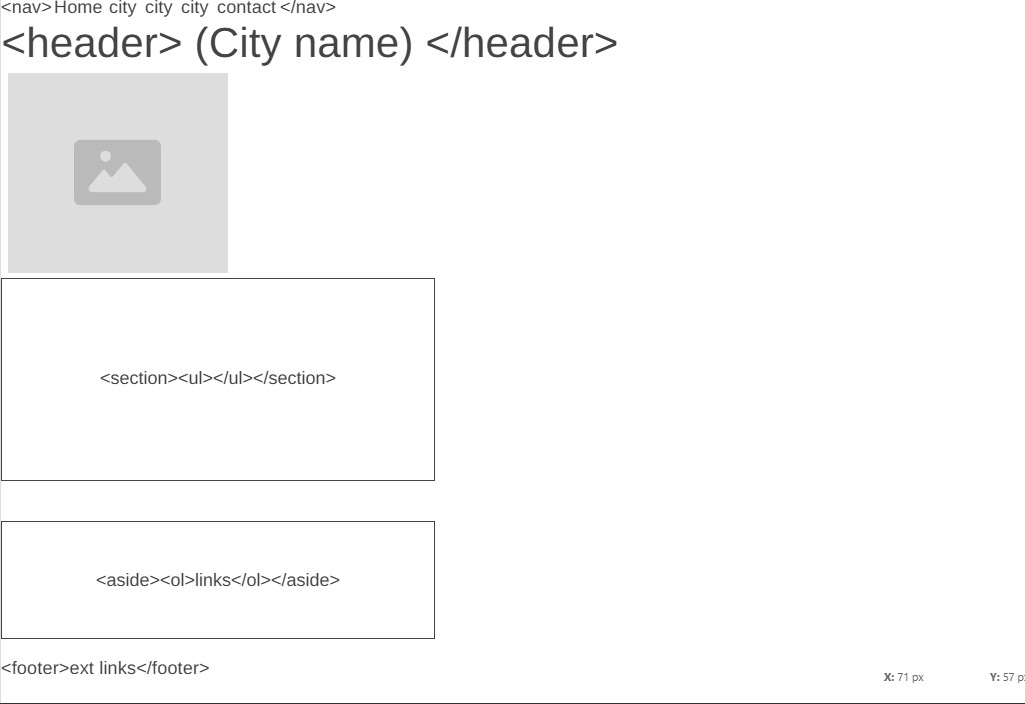 <nav>Home city city city contact </nav>
<header> (City name) </header>
<section><ul></ul></section>
<aside><ol>links</ol></aside>
<footer>ext links</footer>
X: 71 px Y: 57 p